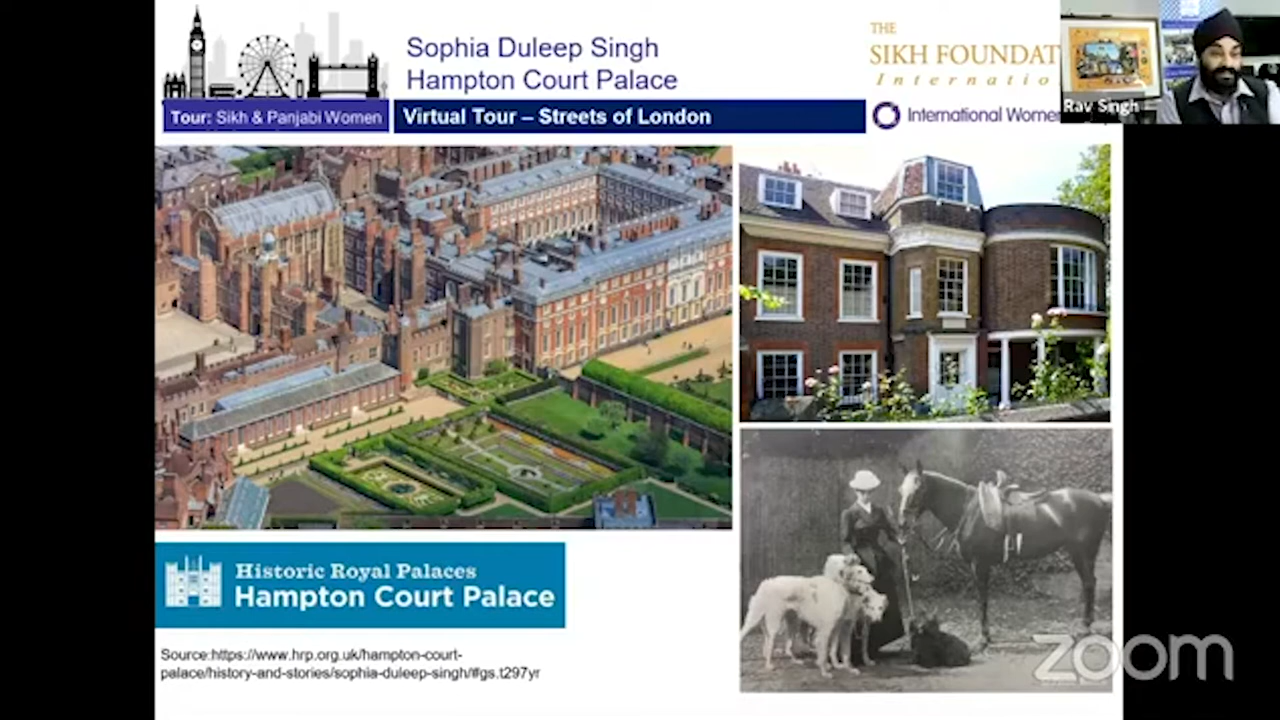 Sophia Duleep Singh
Hampton Court Palace
Tour: Sikh & Panjabi Women
Virtual Tour – Streets of London
THE
SIKH FOUNDAT
Internatio
International Women
Rav Singh
Historic Royal Palaces
Hampton Court Palace
Source:https://www.hrp.org.uk/hampton-court-
palace/history-and-stories/sophia-duleep-singh/#gs.t297yr
zoom